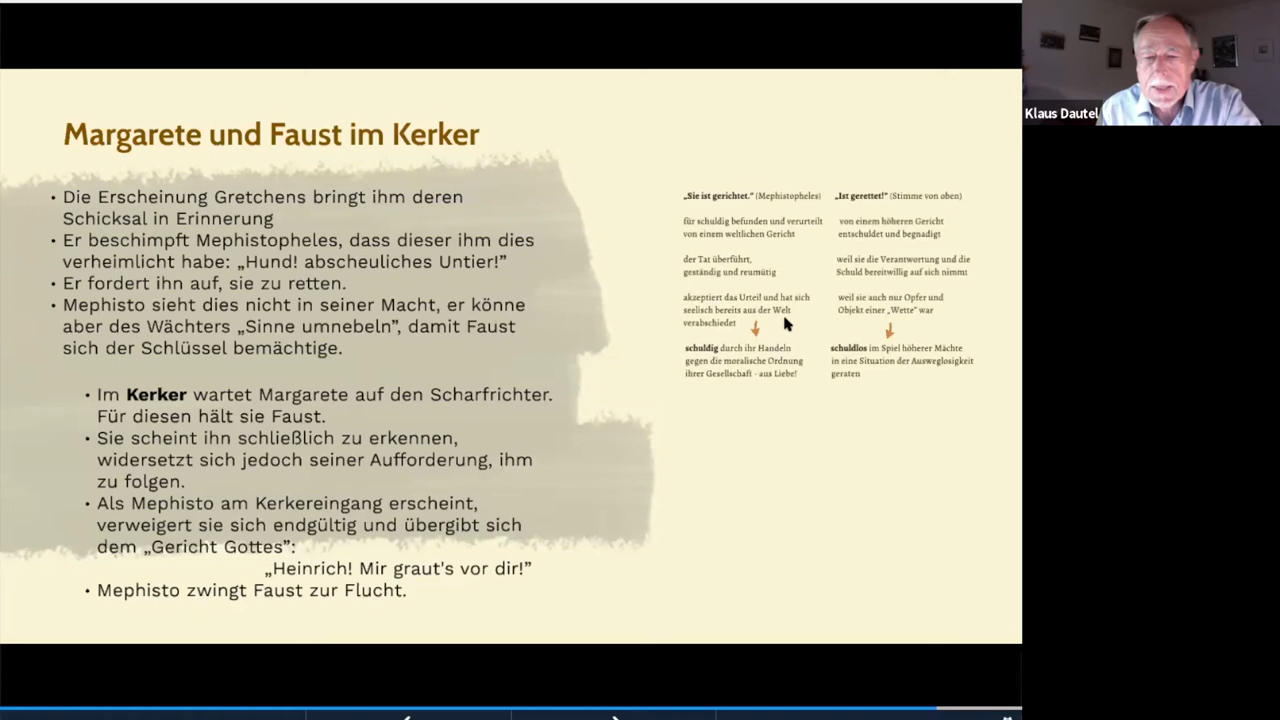 Margarete und Faust im Kerker
• Die Erscheinung Gretchens bringt ihm deren
Schicksal in Erinnerung
• Er beschimpft Mephistopheles, dass dieser ihm dies
verheimlicht habe: „Hund! abscheuliches Untier!”
• Er fordert ihn auf, sie zu retten.
• Mephisto sieht dies nicht in seiner Macht, er könne
aber des Wächters „Sinne umnebeln”, damit Faust
sich der Schlüssel bemächtige.
• Im Kerker wartet Margarete auf den Scharfrichter.
Für diesen hält sie Faust.
• Sie scheint ihn schließlich zu erkennen,
widersetzt sich jedoch seiner Aufforderung, ihm
zu folgen.
• Als Mephisto am Kerkereingang erscheint,
verweigert sie sich endgültig und übergibt sich
dem „Gericht Gottes”:
„Heinrich! Mir graut's vor dir!”
• Mephisto zwingt Faust zur Flucht.
„Sie ist gerichtet.“ (Mephistopheles)
für schuldig befunden und verurteilt
von einem weltlichen Gericht
der Tat überführt,
geständig und reumütig
akzeptiert das Urteil und hat sich
seelisch bereits aus der Welt
verabschiedet
schuldig durch ihr Handeln
gegen die moralische Ordnung
ihrer Gesellschaft - aus Liebe!
„Ist gerettet!“ (Stimme von oben)
von einem höheren Gericht
entschuldet und begnadigt
weil sie die Verantwortung und die
Schuld bereitwillig auf sich nimmt
weil sie auch nur Opfer und
Objekt einer „Wette“ war
schuldlos im Spiel höherer Mächte
in eine Situation der Ausweglosigkeit
geraten
Klaus Dautel